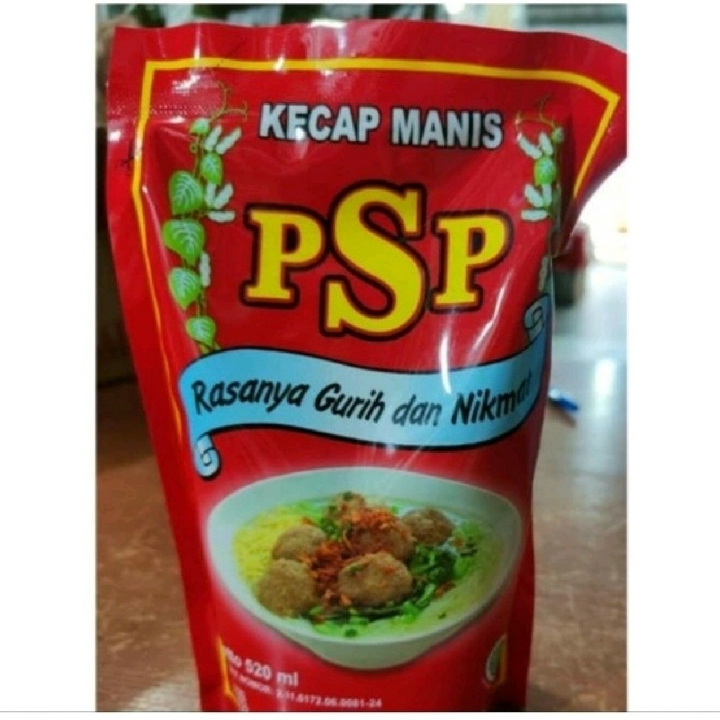 KECAP MANIS
PSP
Rasanya Gurih dan Nikmat
520 ml